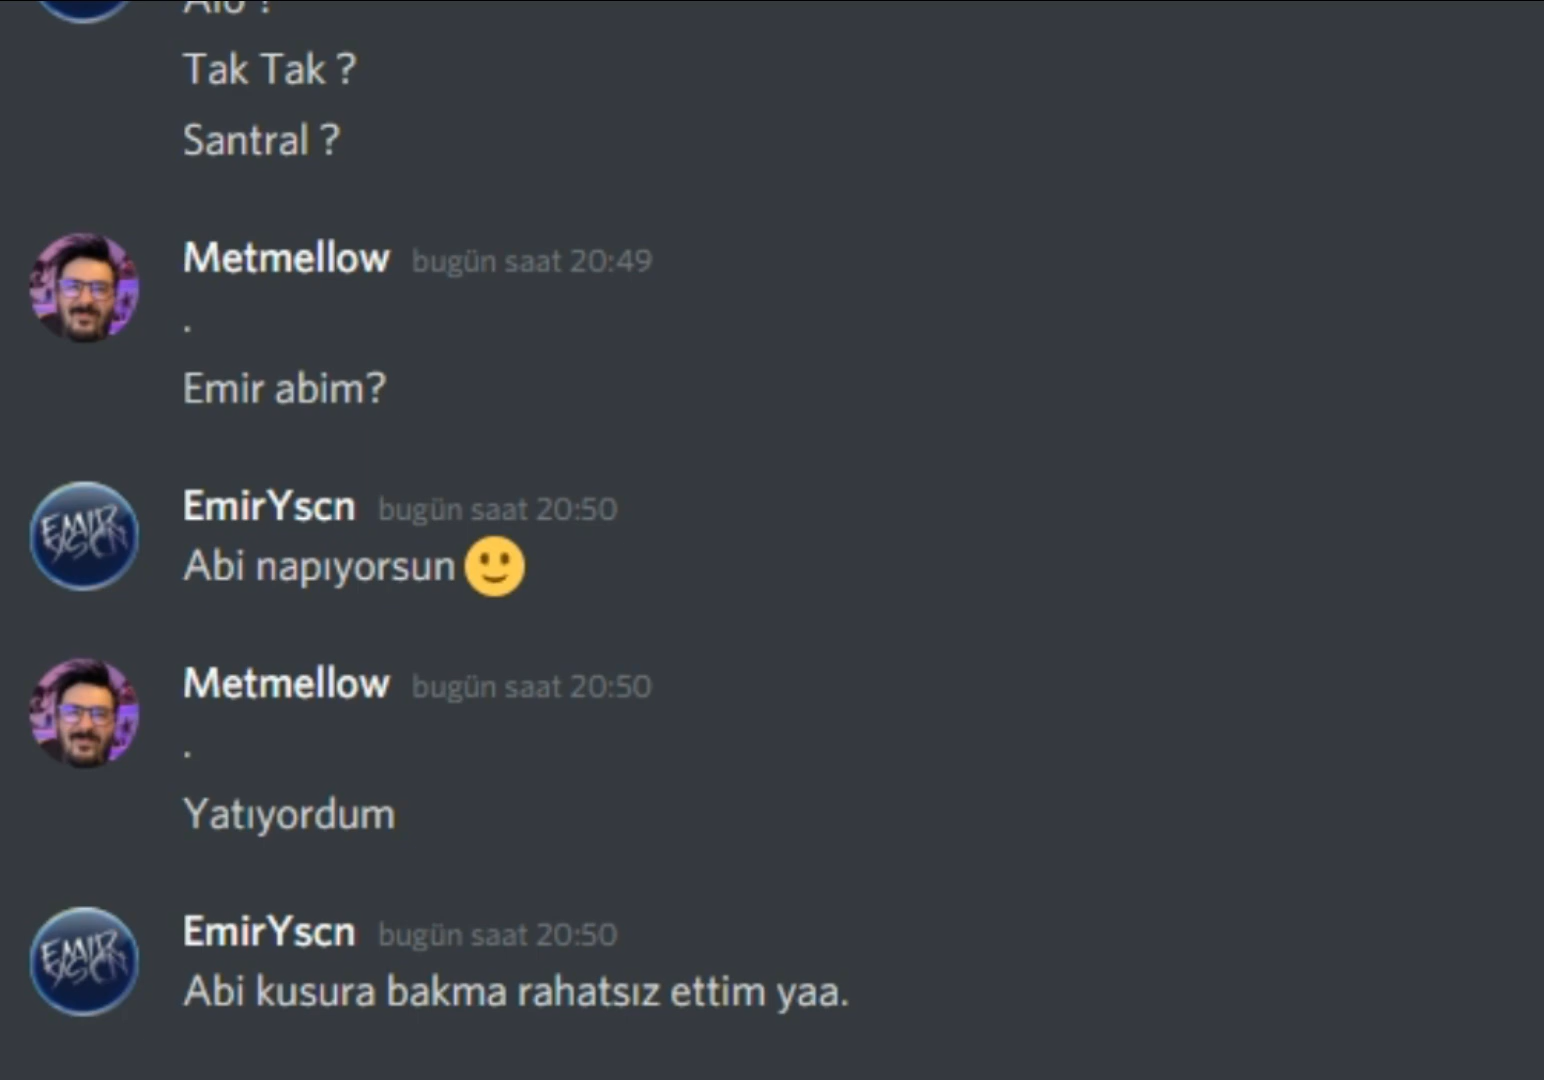 Alo ?
Tak Tak ?
Santral ?
Metmellow bugün saat 20:49
.
Emir abim?
EmirYscn bugün saat 20:50
Abi napıyorsun 🙂
Metmellow bugün saat 20:50
.
Yatıyordum
EmirYscn bugün saat 20:50
Abi kusura bakma rahatsız ettim yaa.